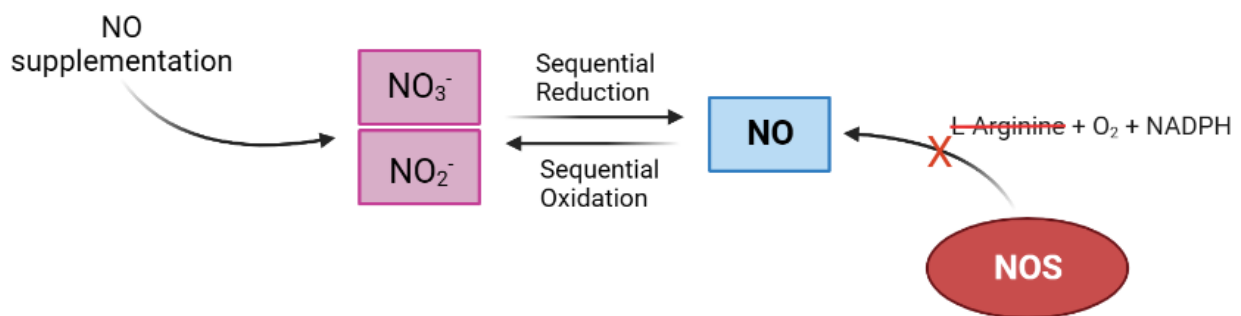 NO
supplementation
NO₃⁻
NO₂⁻
Sequential
Reduction
Sequential
Oxidation
NO
L Arginine + O₂ + NADPH
X
NOS